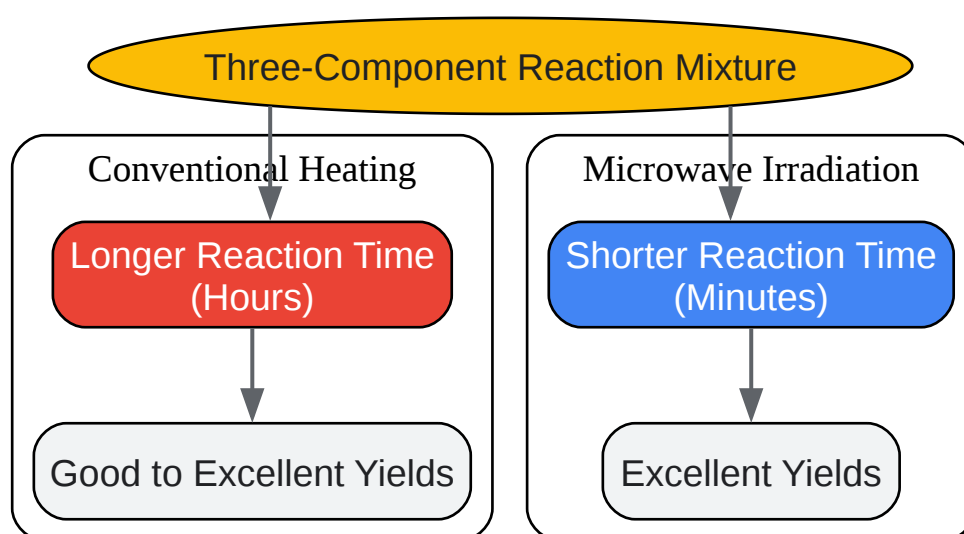 Three-Component Reaction Mixture
Conventional Heating
Longer Reaction Time
(Hours)
Good to Excellent Yields
Microwave Irradiation
Shorter Reaction Time
(Minutes)
Excellent Yields